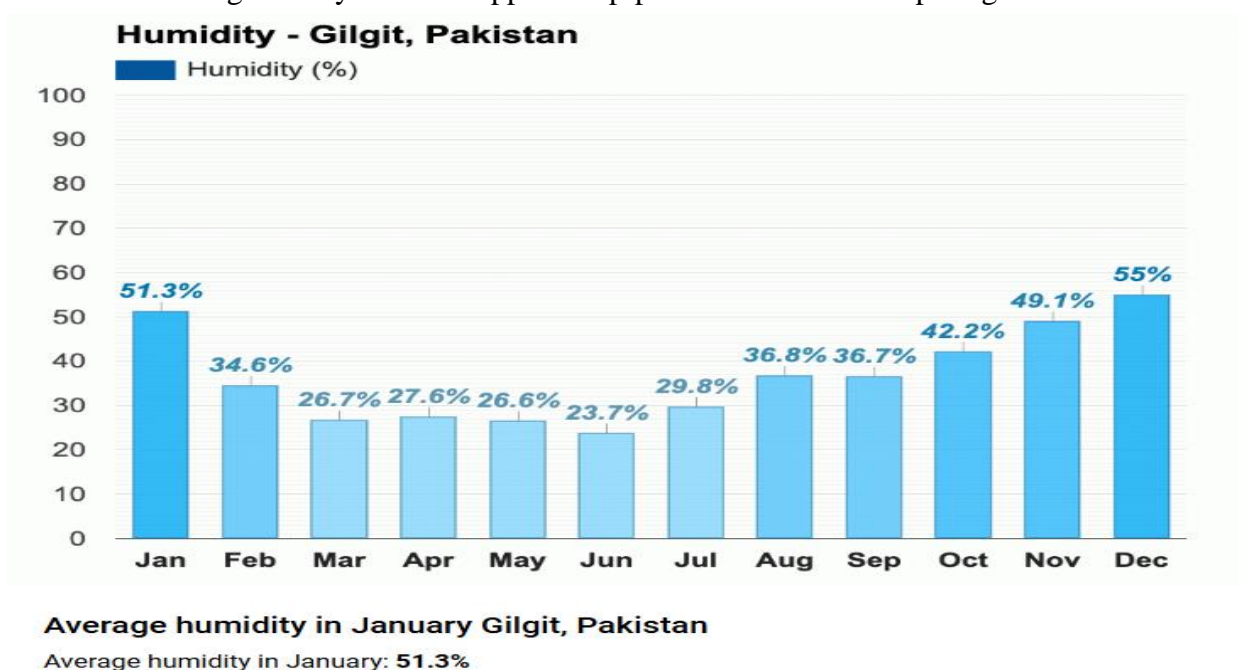 Humidity - Gilgit, Pakistan
Humidity (%)
100
90
80
70
60
50
40
30
20
10
0
51.3% 34.6% 26.7% 27.6% 26.6% 23.7% 29.8% 36.8% 36.7% 42.2% 49.1% 55%
Jan Feb Mar Apr May Jun Jul Aug Sep Oct Nov Dec
Average humidity in January Gilgit, Pakistan
Average humidity in January: 51.3%